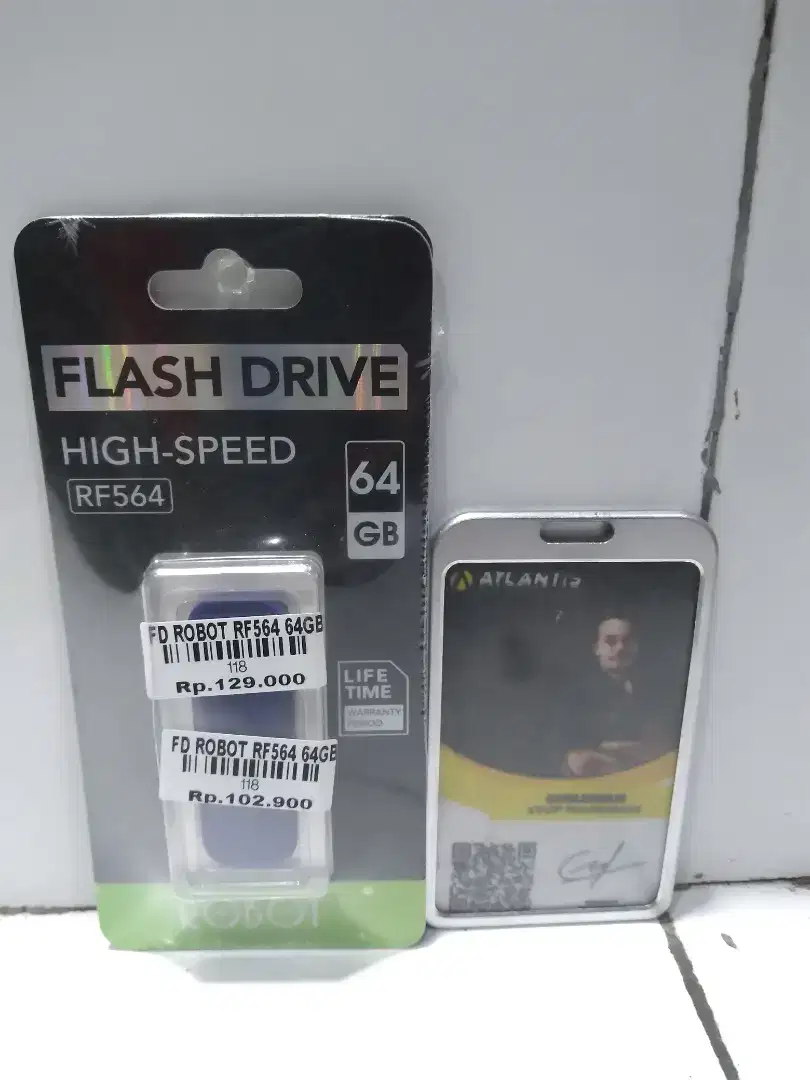 FLASH DRIVE
HIGH-SPEED
RF564
64
GB
FD ROBOT RF564 64GB
118
Rp.129.000
LIFE
TIME
WARRANTY
PERIOD
FD ROBOT RF564 64GB
118
Rp.102.900
ROBOT
ATLANTIS